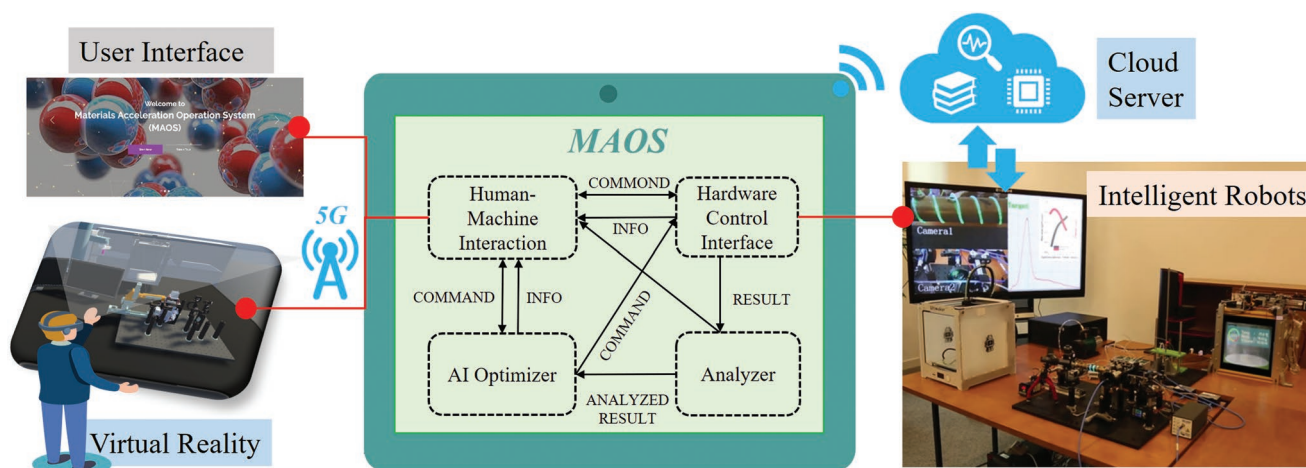 User Interface
Welcome to
Materials Acceleration Operation System
(MAOS)
5G
Virtual Reality
MAOS
Human-
Machine
Interaction
COMMOND
INFO
Hardware
Control
Interface
COMMAND
INFO
COMMAND
RESULT
AI Optimizer
ANALYZED
RESULT
Analyzer
Cloud
Server
Intelligent Robots
Camera1
Camera